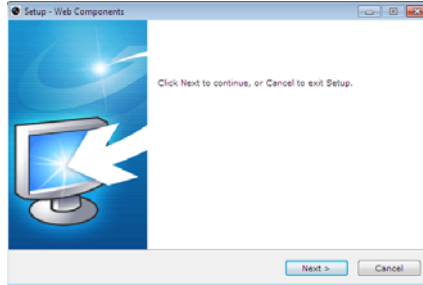 Setup - Web Components
Click Next to continue, or Cancel to exit Setup.
Next >
Cancel